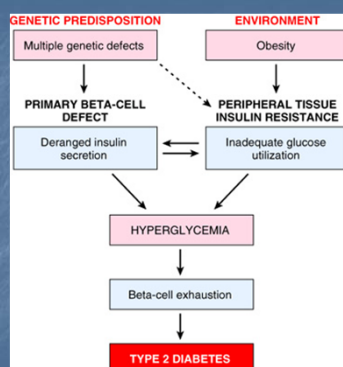 GENETIC PREDISPOSITION
ENVIRONMENT
Multiple genetic defects
Obesity
PRIMARY BETA-CELL
DEFECT
PERIPHERAL TISSUE
INSULIN RESISTANCE
Deranged insulin
secretion
Inadequate glucose
utilization
HYPERGLYCEMIA
Beta-cell exhaustion
TYPE 2 DIABETES